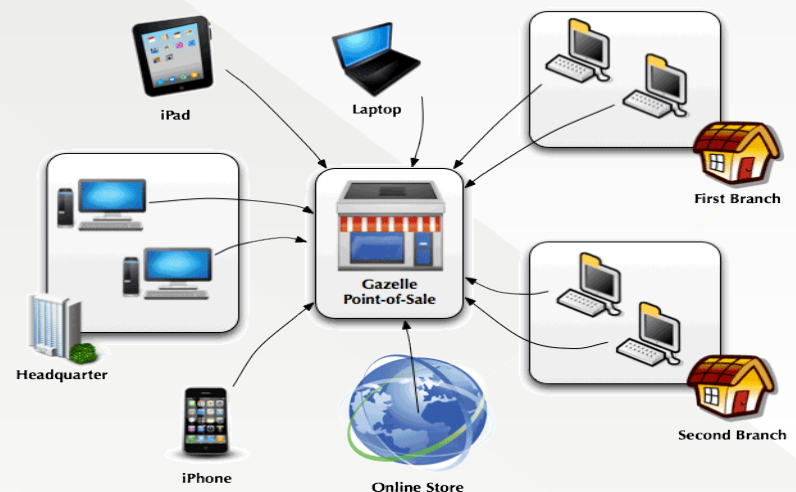 iPad
Laptop
First Branch
Gazelle
Point-of-Sale
Headquarter
iPhone
Online Store
Second Branch